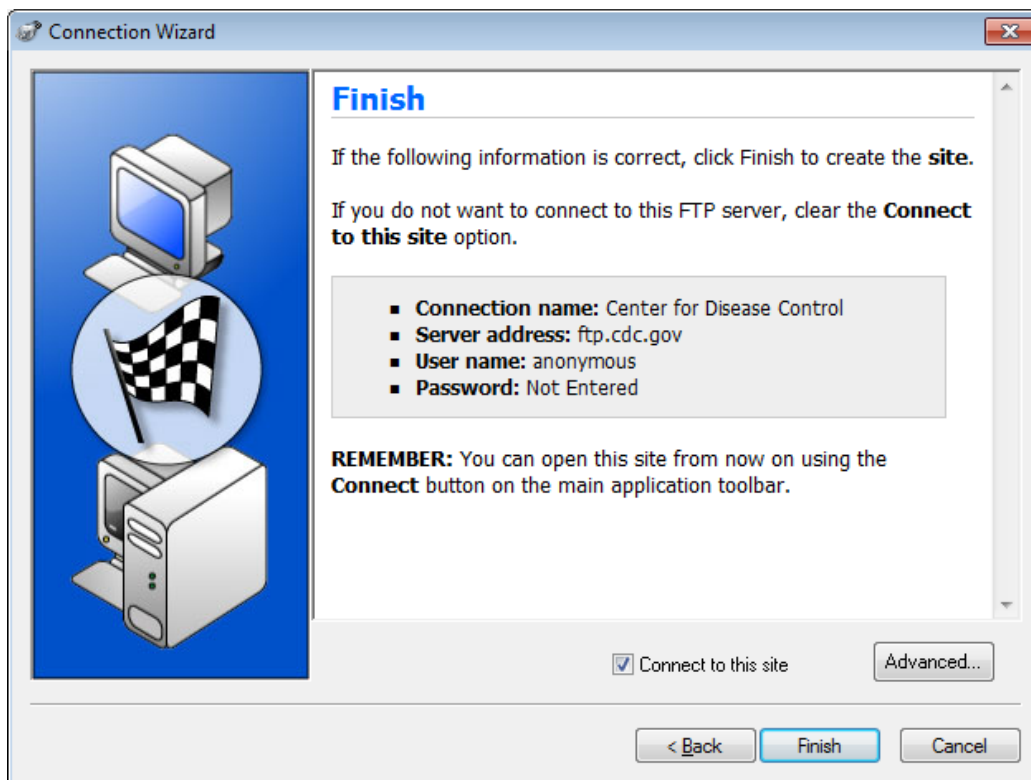 Connection Wizard
Finish
If the following information is correct, click Finish to create the site.
If you do not want to connect to this FTP server, clear the Connect
to this site option.
▪ Connection name: Center for Disease Control
▪ Server address: ftp.cdc.gov
▪ User name: anonymous
▪ Password: Not Entered
REMEMBER: You can open this site from now on using the
Connect button on the main application toolbar.
Connect to this site
Advanced...
< Back
Finish
Cancel